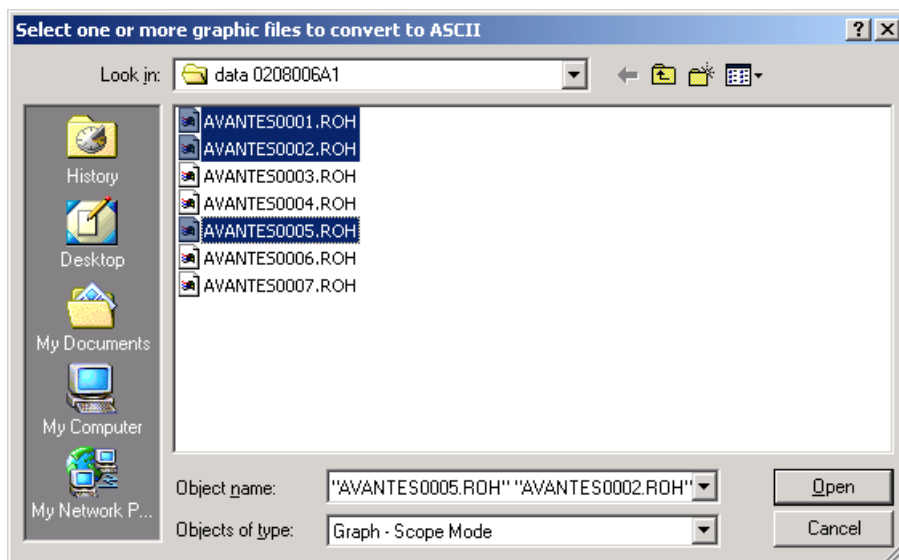 Select one or more graphic files to convert to ASCII
Look in: data 0208006A1
AVANTES0001.ROH
AVANTES0002.ROH
AVANTES0003.ROH
AVANTES0004.ROH
AVANTES0005.ROH
AVANTES0006.ROH
AVANTES0007.ROH
History
Desktop
My Documents
My Computer
My Network P...
Object name: "AVANTES0005.ROH" "AVANTES0002.ROH" Open
Objects of type: Graph - Scope Mode Cancel